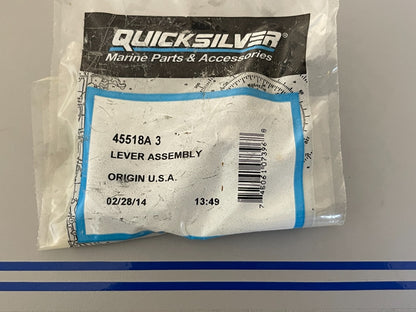 QUICKSILVER®
Marine Parts & Accessories
45518A 3
LEVER ASSEMBLY
ORIGIN U.S.A.
02/28/14 13:49